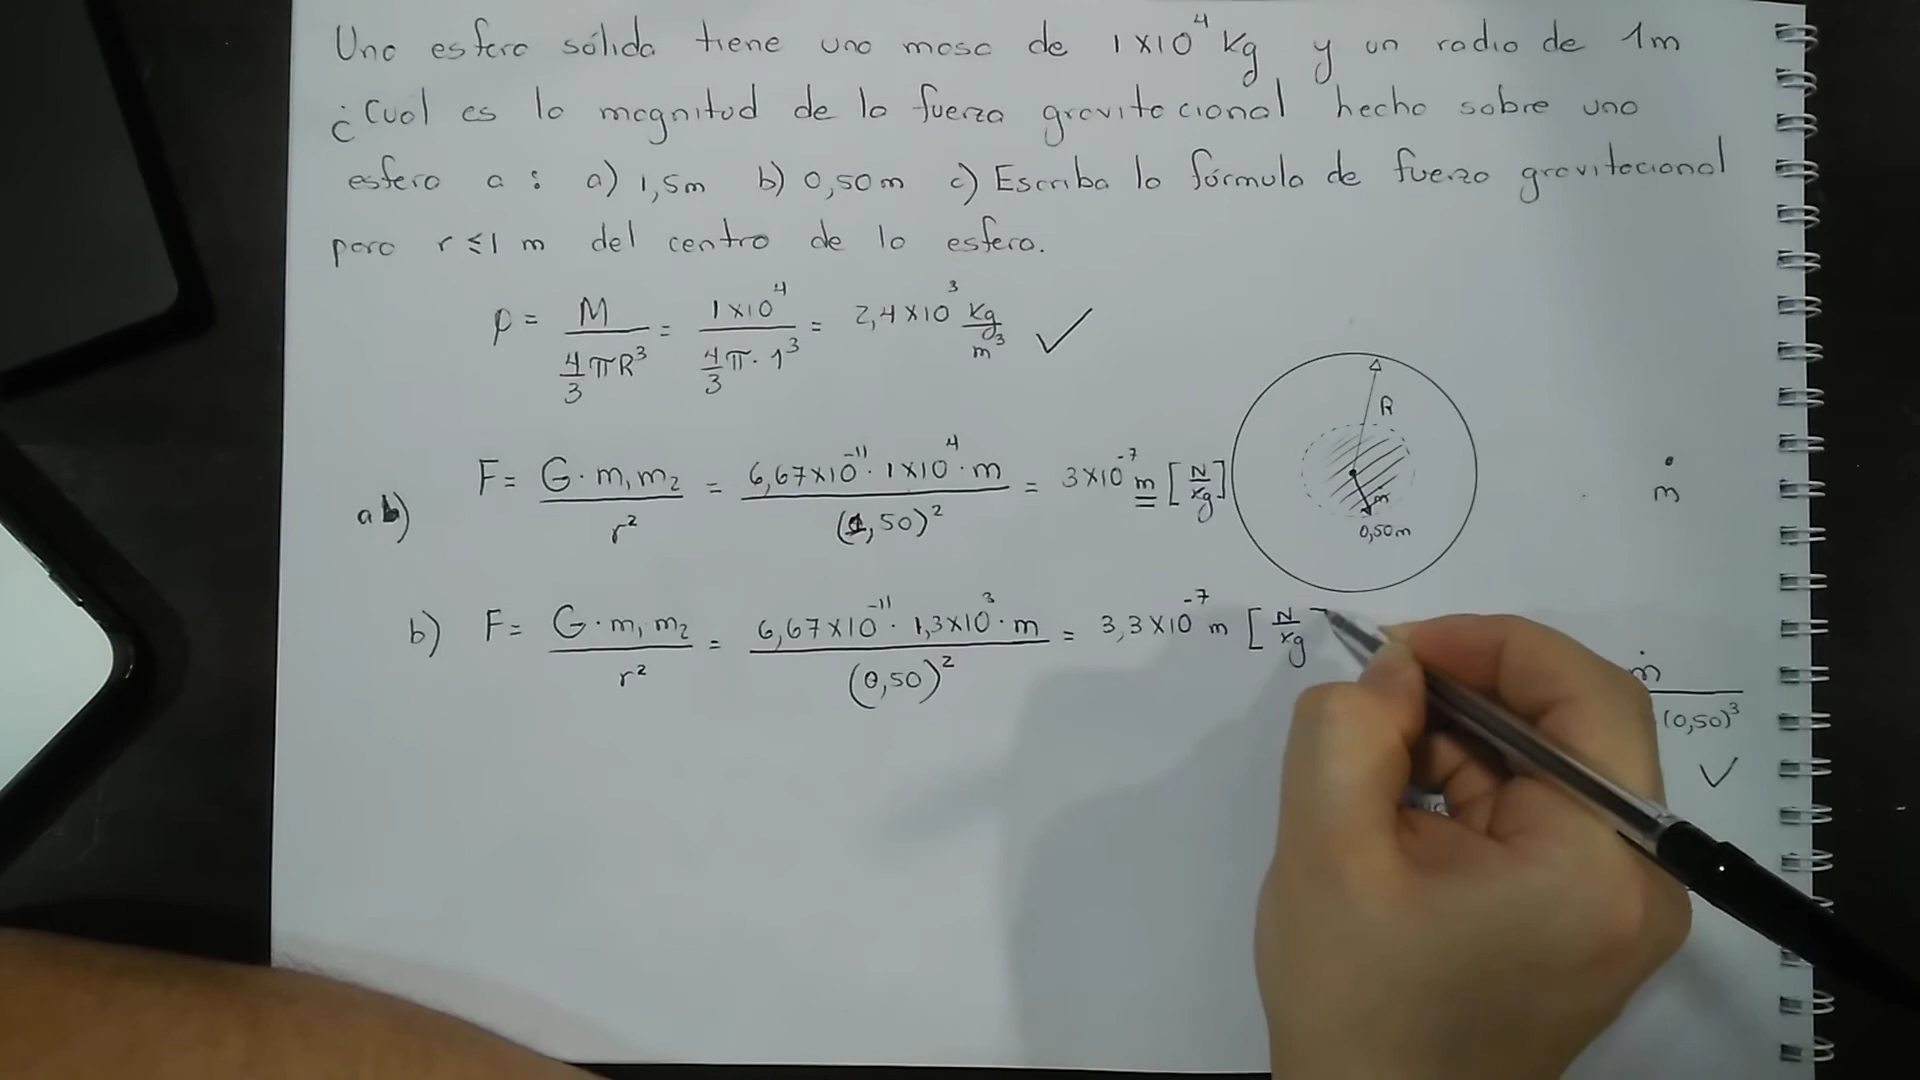 Una esfera sólida tiene una masa de 1x10⁴ Kg y un radio de 1m
¿Cual es la magnitud de la fuerza gravitacional hecha sobre una
esfera a : a) 1,5m b) 0,50m c) Escriba la fórmula de fuerza gravitacional
para r ≤ 1 m del centro de la esfera.
ρ = M / (4/3 πR³) = 1x10⁴ / (4/3 π · 1³) = 2,4x10³ Kg/m³ ✓
R
a) F = G · m₁ m₂ / r² = 6,67x10⁻¹¹ · 1x10⁴ · m / (1,50)² = 3x10⁻⁷ m [N/Kg]
m
0,50m
m
b) F = G · m₁ m₂ / r² = 6,67x10⁻¹¹ · 1,3x10³ · m / (0,50)² = 3,3x10⁻⁷ m [N/Kg]
m
(0,50)³
✓